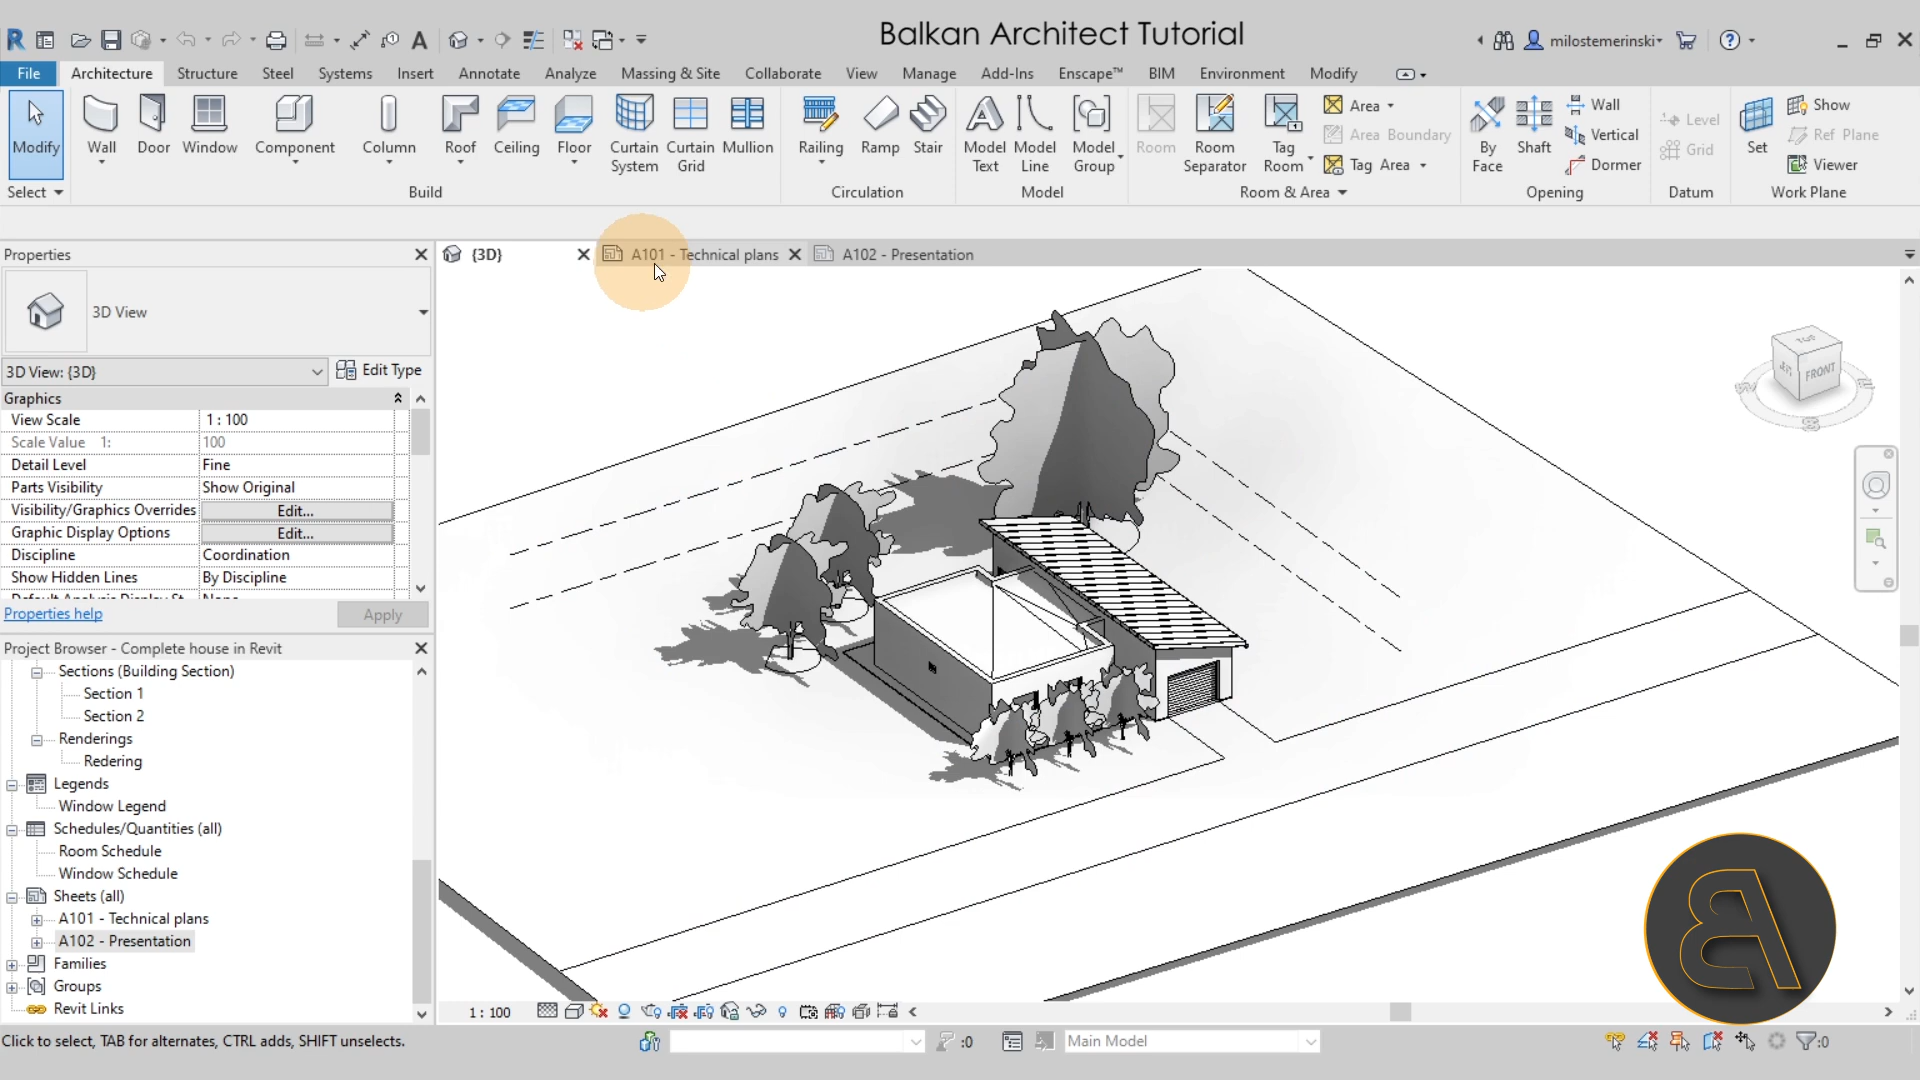 Balkan Architect Tutorial
milostemerinski
File Architecture Structure Steel Systems Insert Annotate Analyze Massing & Site Collaborate View Manage Add-Ins Enscape™ BIM Environment Modify
Modify
Wall
Door
Window
Component
Column
Roof
Ceiling
Floor
Curtain System
Curtain Grid
Mullion
Railing
Ramp
Stair
Model Text
Model Line
Model Group
Room
Room Separator
Tag Room
Area
Area Boundary
Tag Area
By Face
Shaft
Wall
Vertical
Dormer
Level
Grid
Set
Show
Ref Plane
Viewer
Select Build Circulation Model Room & Area Opening Datum Work Plane
Properties
{3D} A101 - Technical plans A102 - Presentation
3D View
3D View: {3D} Edit Type
Graphics
View Scale 1 : 100
Scale Value 1: 100
Detail Level Fine
Parts Visibility Show Original
Visibility/Graphics Overrides Edit...
Graphic Display Options Edit...
Discipline Coordination
Show Hidden Lines By Discipline
Properties help Apply
Project Browser - Complete house in Revit
Sections (Building Section)
Section 1
Section 2
Renderings
Redering
Legends
Window Legend
Schedules/Quantities (all)
Room Schedule
Window Schedule
Sheets (all)
A101 - Technical plans
A102 - Presentation
Families
Groups
Revit Links
TOP
FRONT
1 : 100
Click to select, TAB for alternates, CTRL adds, SHIFT unselects.
:0
Main Model
:0